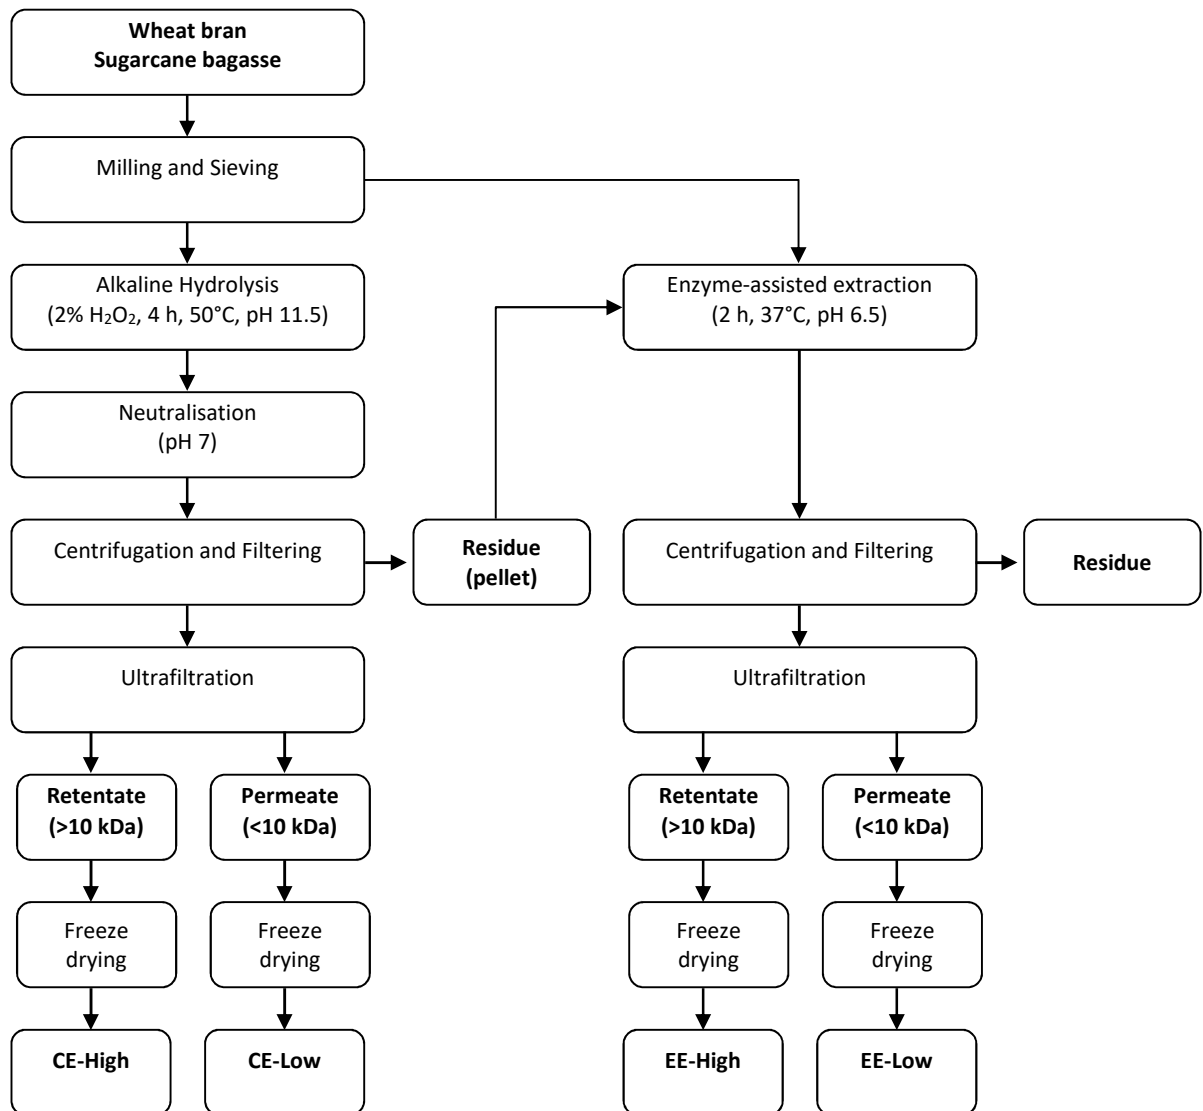 Wheat bran
Sugarcane bagasse
Milling and Sieving
Alkaline Hydrolysis
(2% H₂O₂, 4 h, 50°C, pH 11.5)
Enzyme-assisted extraction
(2 h, 37°C, pH 6.5)
Neutralisation
(pH 7)
Centrifugation and Filtering
Residue
(pellet)
Centrifugation and Filtering
Residue
Ultrafiltration
Ultrafiltration
Retentate
(>10 kDa)
Permeate
(<10 kDa)
Retentate
(>10 kDa)
Permeate
(<10 kDa)
Freeze
drying
Freeze
drying
Freeze
drying
Freeze
drying
CE-High
CE-Low
EE-High
EE-Low